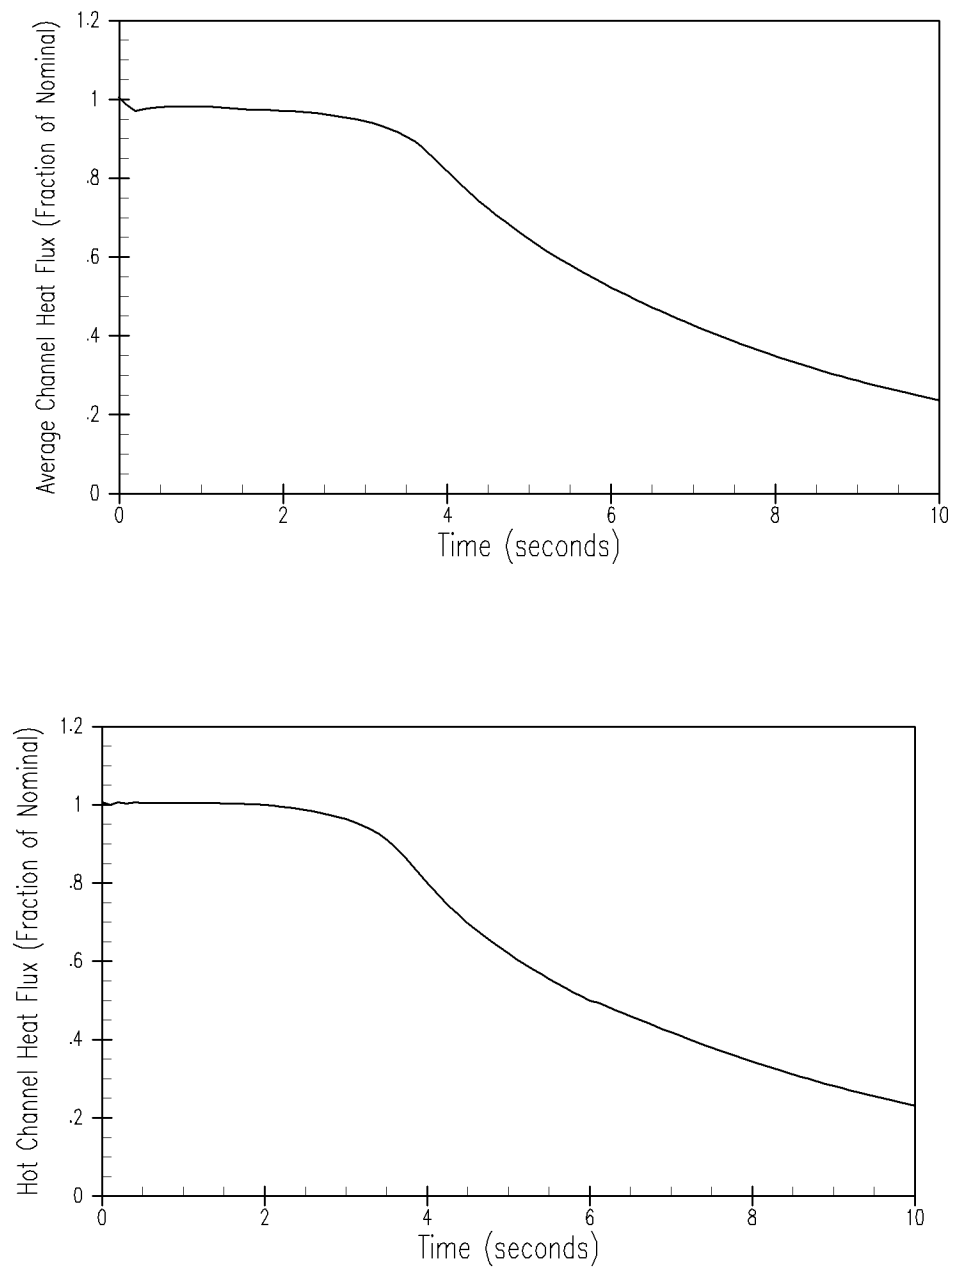 Average Channel Heat Flux (Fraction of Nominal)
1.2
1
.8
.6
.4
.2
0
0 2 4 6 8 10
Time (seconds)
Hot Channel Heat Flux (Fraction of Nominal)
1.2
1
.8
.6
.4
.2
0
0 2 4 6 8 10
Time (seconds)